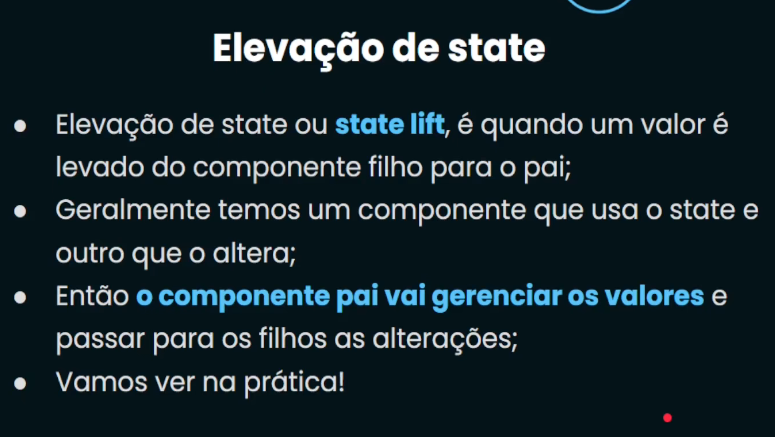 Elevação de state
● Elevação de state ou state lift, é quando um valor é
levado do componente filho para o pai;
● Geralmente temos um componente que usa o state e
outro que o altera;
● Então o componente pai vai gerenciar os valores e
passar para os filhos as alterações;
● Vamos ver na prática!